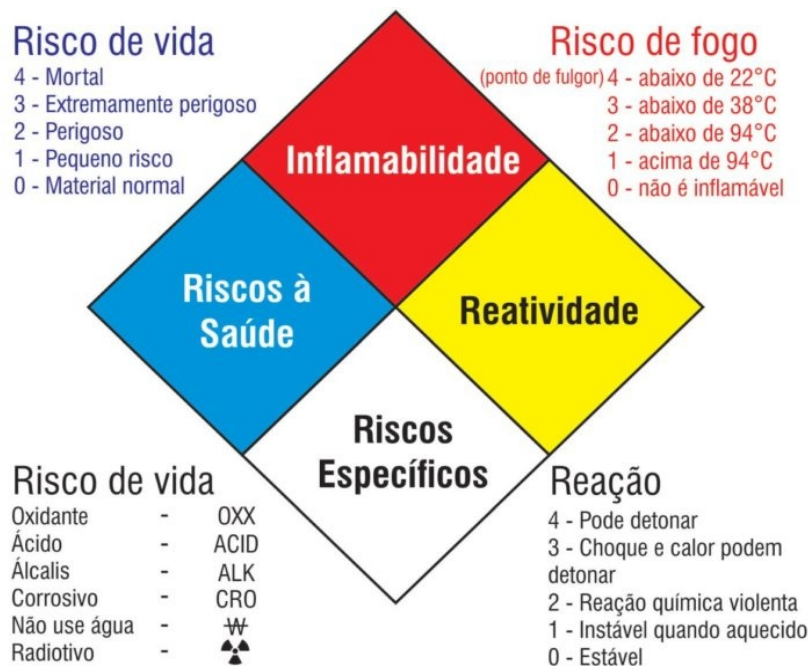 Risco de vida
4 - Mortal
3 - Extremamente perigoso
2 - Perigoso
1 - Pequeno risco
0 - Material normal
Risco de fogo
(ponto de fulgor) 4 - abaixo de 22°C
3 - abaixo de 38°C
2 - abaixo de 94°C
1 - acima de 94°C
0 - não é inflamável
Inflamabilidade
Riscos à
Saúde
Reatividade
Riscos
Específicos
Risco de vida
Oxidante - OXX
Ácido - ACID
Álcalis - ALK
Corrosivo - CRO
Não use água - W
Radiotivo -
Reação
4 - Pode detonar
3 - Choque e calor podem
detonar
2 - Reação química violenta
1 - Instável quando aquecido
0 - Estável